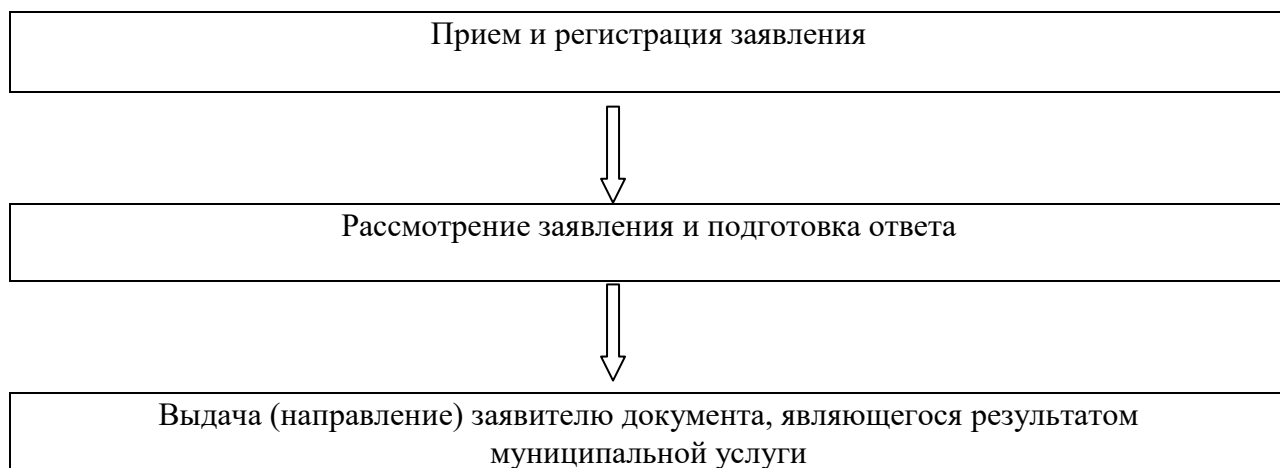 Прием и регистрация заявления
Рассмотрение заявления и подготовка ответа
Выдача (направление) заявителю документа, являющегося результатом
муниципальной услуги